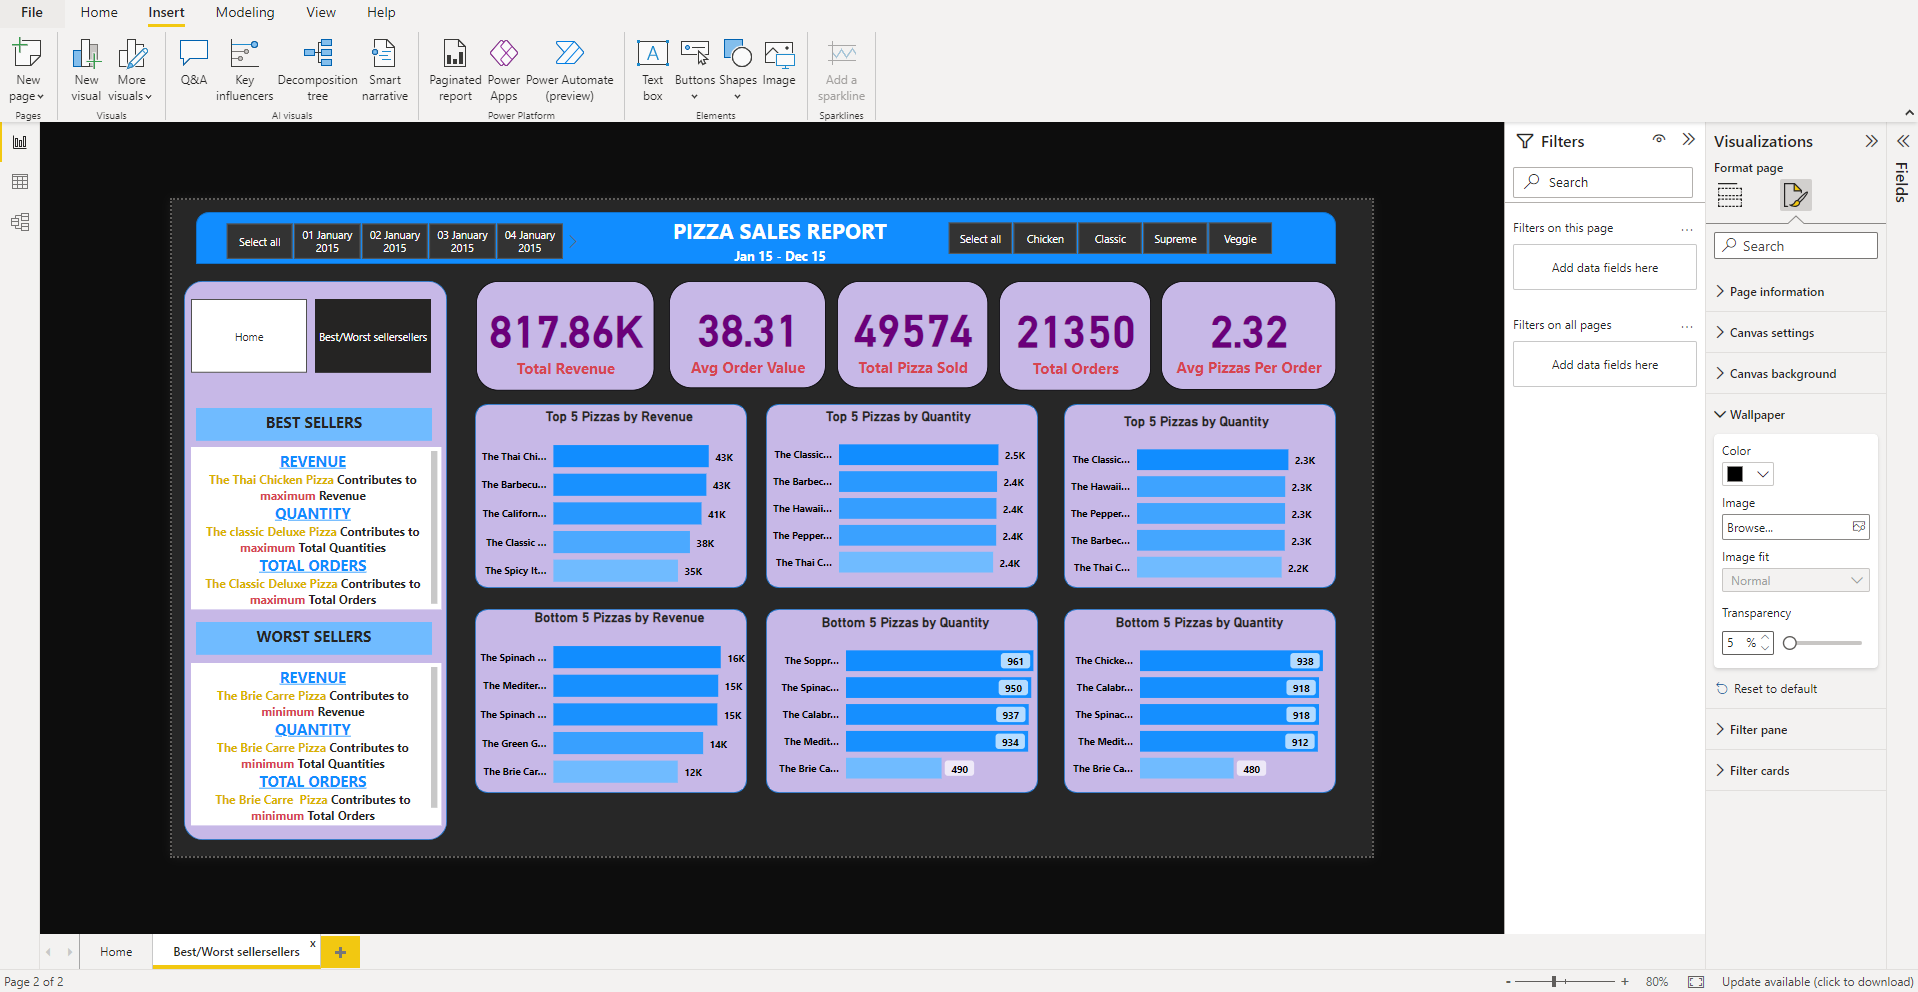 File Home Insert Modeling View Help
New page
New visual
More visuals
Q&A
Key influencers
Decomposition tree
Smart narrative
Paginated report
Power Apps
Power Automate (preview)
Text box
Buttons
Shapes
Image
Add a sparkline
Pages Visuals AI visuals Power Platform Elements Sparklines
Select all
01 January 2015
02 January 2015
03 January 2015
04 January 2015
PIZZA SALES REPORT
Jan 15 - Dec 15
Select all Chicken Classic Supreme Veggie
Home
Best/Worst sellersellers
817.86K
Total Revenue
38.31
Avg Order Value
49574
Total Pizza Sold
21350
Total Orders
2.32
Avg Pizzas Per Order
BEST SELLERS
REVENUE
The Thai Chicken Pizza Contributes to
maximum Revenue
QUANTITY
The classic Deluxe Pizza Contributes to
maximum Total Quantities
TOTAL ORDERS
The Classic Deluxe Pizza Contributes to
maximum Total Orders
WORST SELLERS
REVENUE
The Brie Carre Pizza Contributes to
minimum Revenue
QUANTITY
The Brie Carre Pizza Contributes to
minimum Total Quantities
TOTAL ORDERS
The Brie Carre Pizza Contributes to
minimum Total Orders
Top 5 Pizzas by Revenue
The Thai Chi... 43K
The Barbecu... 43K
The Californ... 41K
The Classic ... 38K
The Spicy It... 35K
Top 5 Pizzas by Quantity
The Classic... 2.5K
The Barbec... 2.4K
The Hawaii... 2.4K
The Pepper... 2.4K
The Thai C... 2.4K
Top 5 Pizzas by Quantity
The Classic... 2.3K
The Hawaii... 2.3K
The Pepper... 2.3K
The Barbec... 2.3K
The Thai C... 2.2K
Bottom 5 Pizzas by Revenue
The Spinach ... 16K
The Mediter... 15K
The Spinach ... 15K
The Green G... 14K
The Brie Car... 12K
Bottom 5 Pizzas by Quantity
The Soppr... 961
The Spinac... 950
The Calabr... 937
The Medit... 934
The Brie Ca... 490
Bottom 5 Pizzas by Quantity
The Chicke... 938
The Calabr... 918
The Spinac... 918
The Medit... 912
The Brie Ca... 480
Filters
Search
Filters on this page ...
Add data fields here
Filters on all pages ...
Add data fields here
Visualizations
Format page
Search
Page information
Canvas settings
Canvas background
Wallpaper
Color
Image
Browse...
Image fit
Normal
Transparency
5 %
Reset to default
Filter pane
Filter cards
Fields
Home Best/Worst sellersellers x +
Page 2 of 2
- + 80% Update available (click to download)